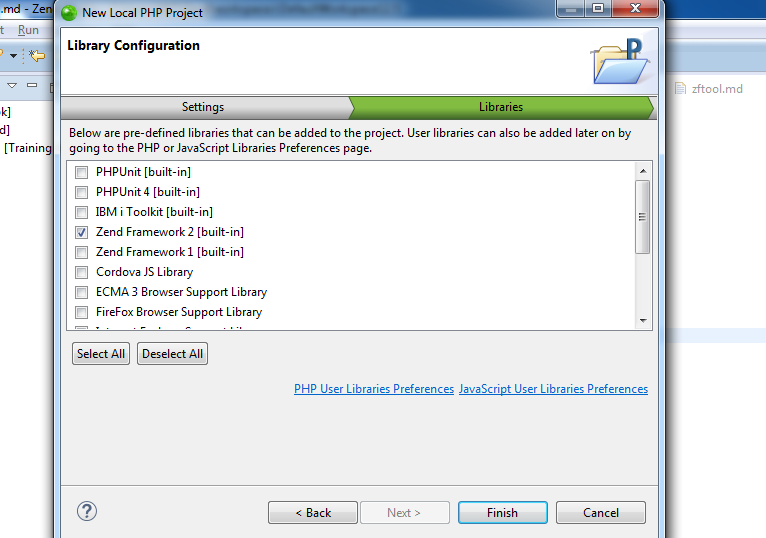 .md - Zen
New Local PHP Project
t Run
Library Configuration
Settings
Libraries
zftool.md
k]
d]
[Training
Below are pre-defined libraries that can be added to the project. User libraries can also be added later on by
going to the PHP or JavaScript Libraries Preferences page.
PHPUnit [built-in]
PHPUnit 4 [built-in]
IBM i Toolkit [built-in]
Zend Framework 2 [built-in]
Zend Framework 1 [built-in]
Cordova JS Library
ECMA 3 Browser Support Library
FireFox Browser Support Library
Select All
Deselect All
PHP User Libraries Preferences JavaScript User Libraries Preferences
?
< Back
Next >
Finish
Cancel